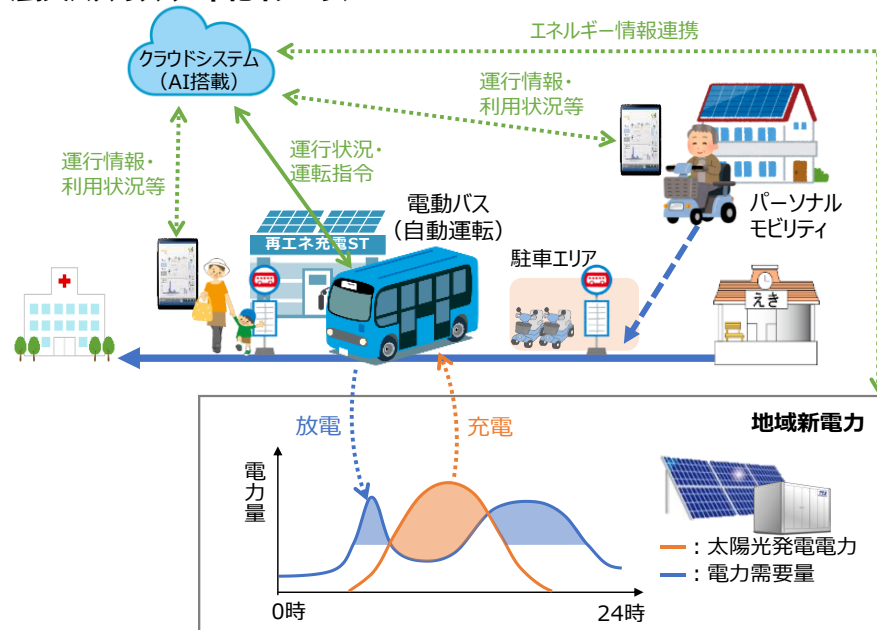 エネルギー情報連携
クラウドシステム
（AI搭載）
運行情報・
利用状況等
運行情報・
利用状況等
運行状況・
運転指令
電動バス
（自動運転）
パーソナル
モビリティ
再エネ充電ST
駐車エリア
えき
放電
充電
地域新電力
電力量
：太陽光発電電力
：電力需要量
0時
24時